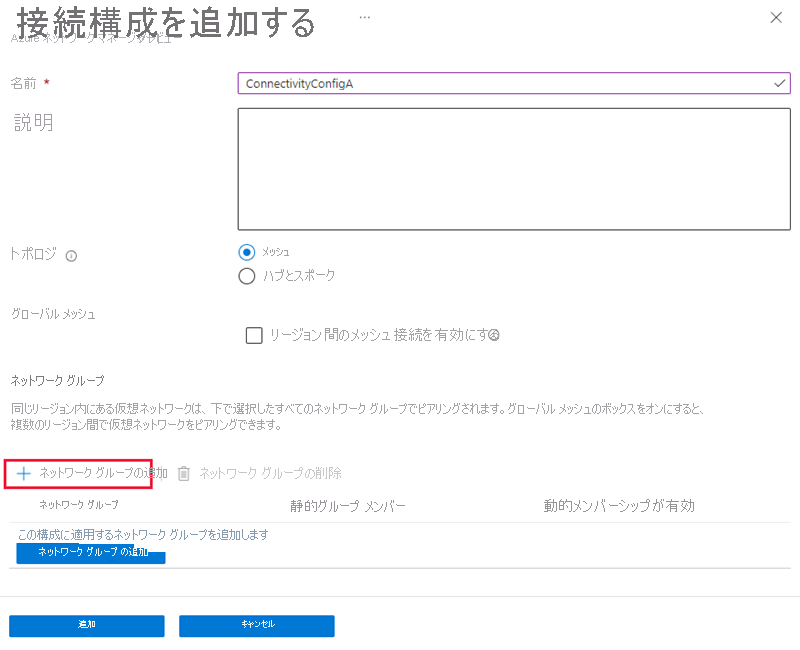 接続構成を追加する
Azure ネットワーク マネージャープレビュー
名前 *
ConnectivityConfigA
説明
トポロジ
メッシュ
ハブとスポーク
グローバル メッシュ
リージョン間のメッシュ接続を有効にする
ネットワーク グループ
同じリージョン内にある仮想ネットワークは、下で選択したすべてのネットワーク グループでピアリングされます。グローバル メッシュのボックスをオンにすると、
複数のリージョン間で仮想ネットワークをピアリングできます。
ネットワーク グループの追加 ネットワーク グループの削除
ネットワーク グループ 静的グループ メンバー 動的メンバーシップが有効
この構成に適用するネットワーク グループを追加します
ネットワーク グループ の追加
追加 キャンセル